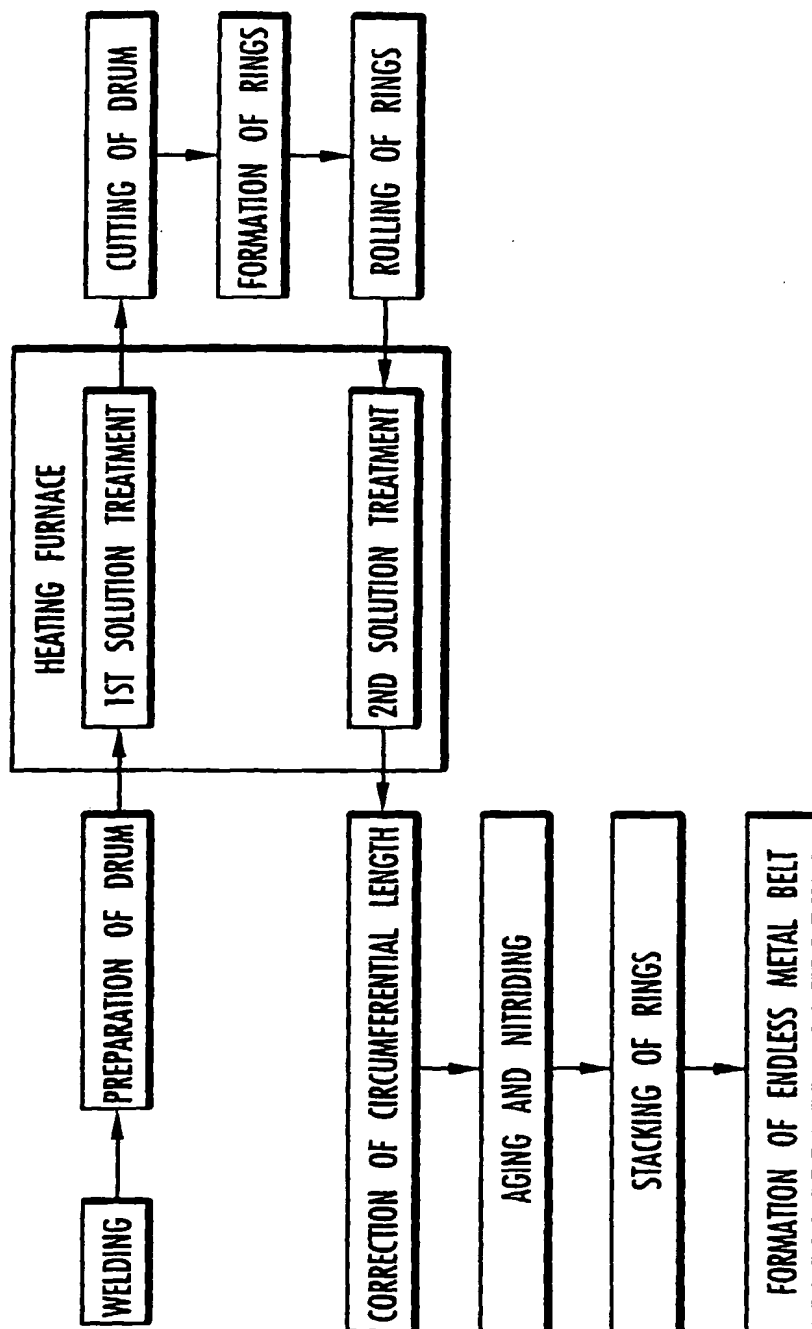 WELDING
PREPARATION OF DRUM
HEATING FURNACE
1ST SOLUTION TREATMENT
CUTTING OF DRUM
FORMATION OF RINGS
ROLLING OF RINGS
2ND SOLUTION TREATMENT
CORRECTION OF CIRCUMFERENTIAL LENGTH
AGING AND NITRIDING
STACKING OF RINGS
FORMATION OF ENDLESS METAL BELT